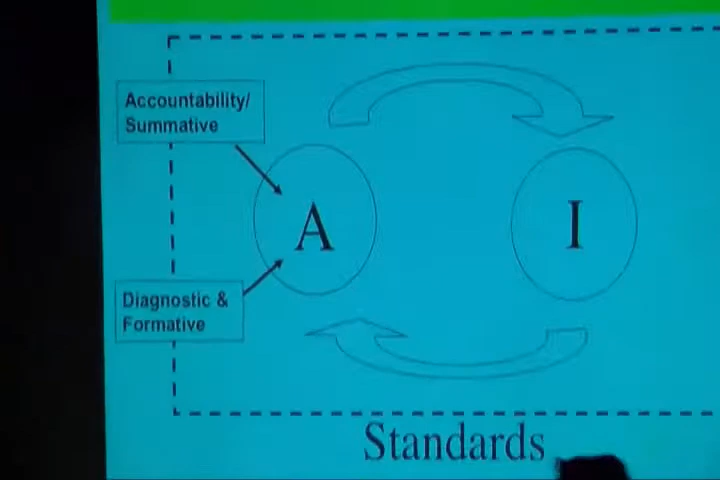 Accountability/
Summative
A
I
Diagnostic &
Formative
Standards